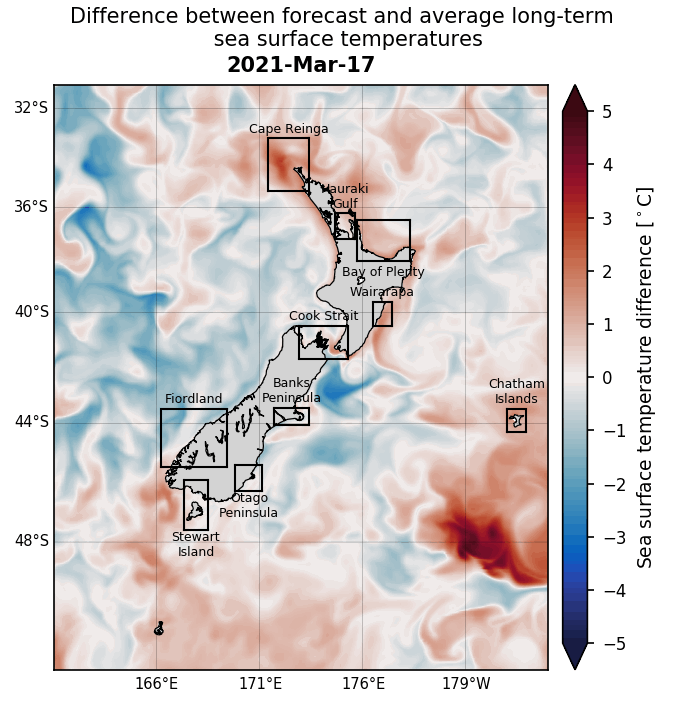 Difference between forecast and average long-term
sea surface temperatures
2021-Mar-17
32°S
36°S
40°S
44°S
48°S
166°E
171°E
176°E
179°W
Cape Reinga
Hauraki
Gulf
Bay of Plenty
Wairarapa
Cook Strait
Banks
Peninsula
Chatham
Islands
Fiordland
Otago
Peninsula
Stewart
Island
5
4
3
2
1
0
−1
−2
−3
−4
−5
Sea surface temperature difference [°C]